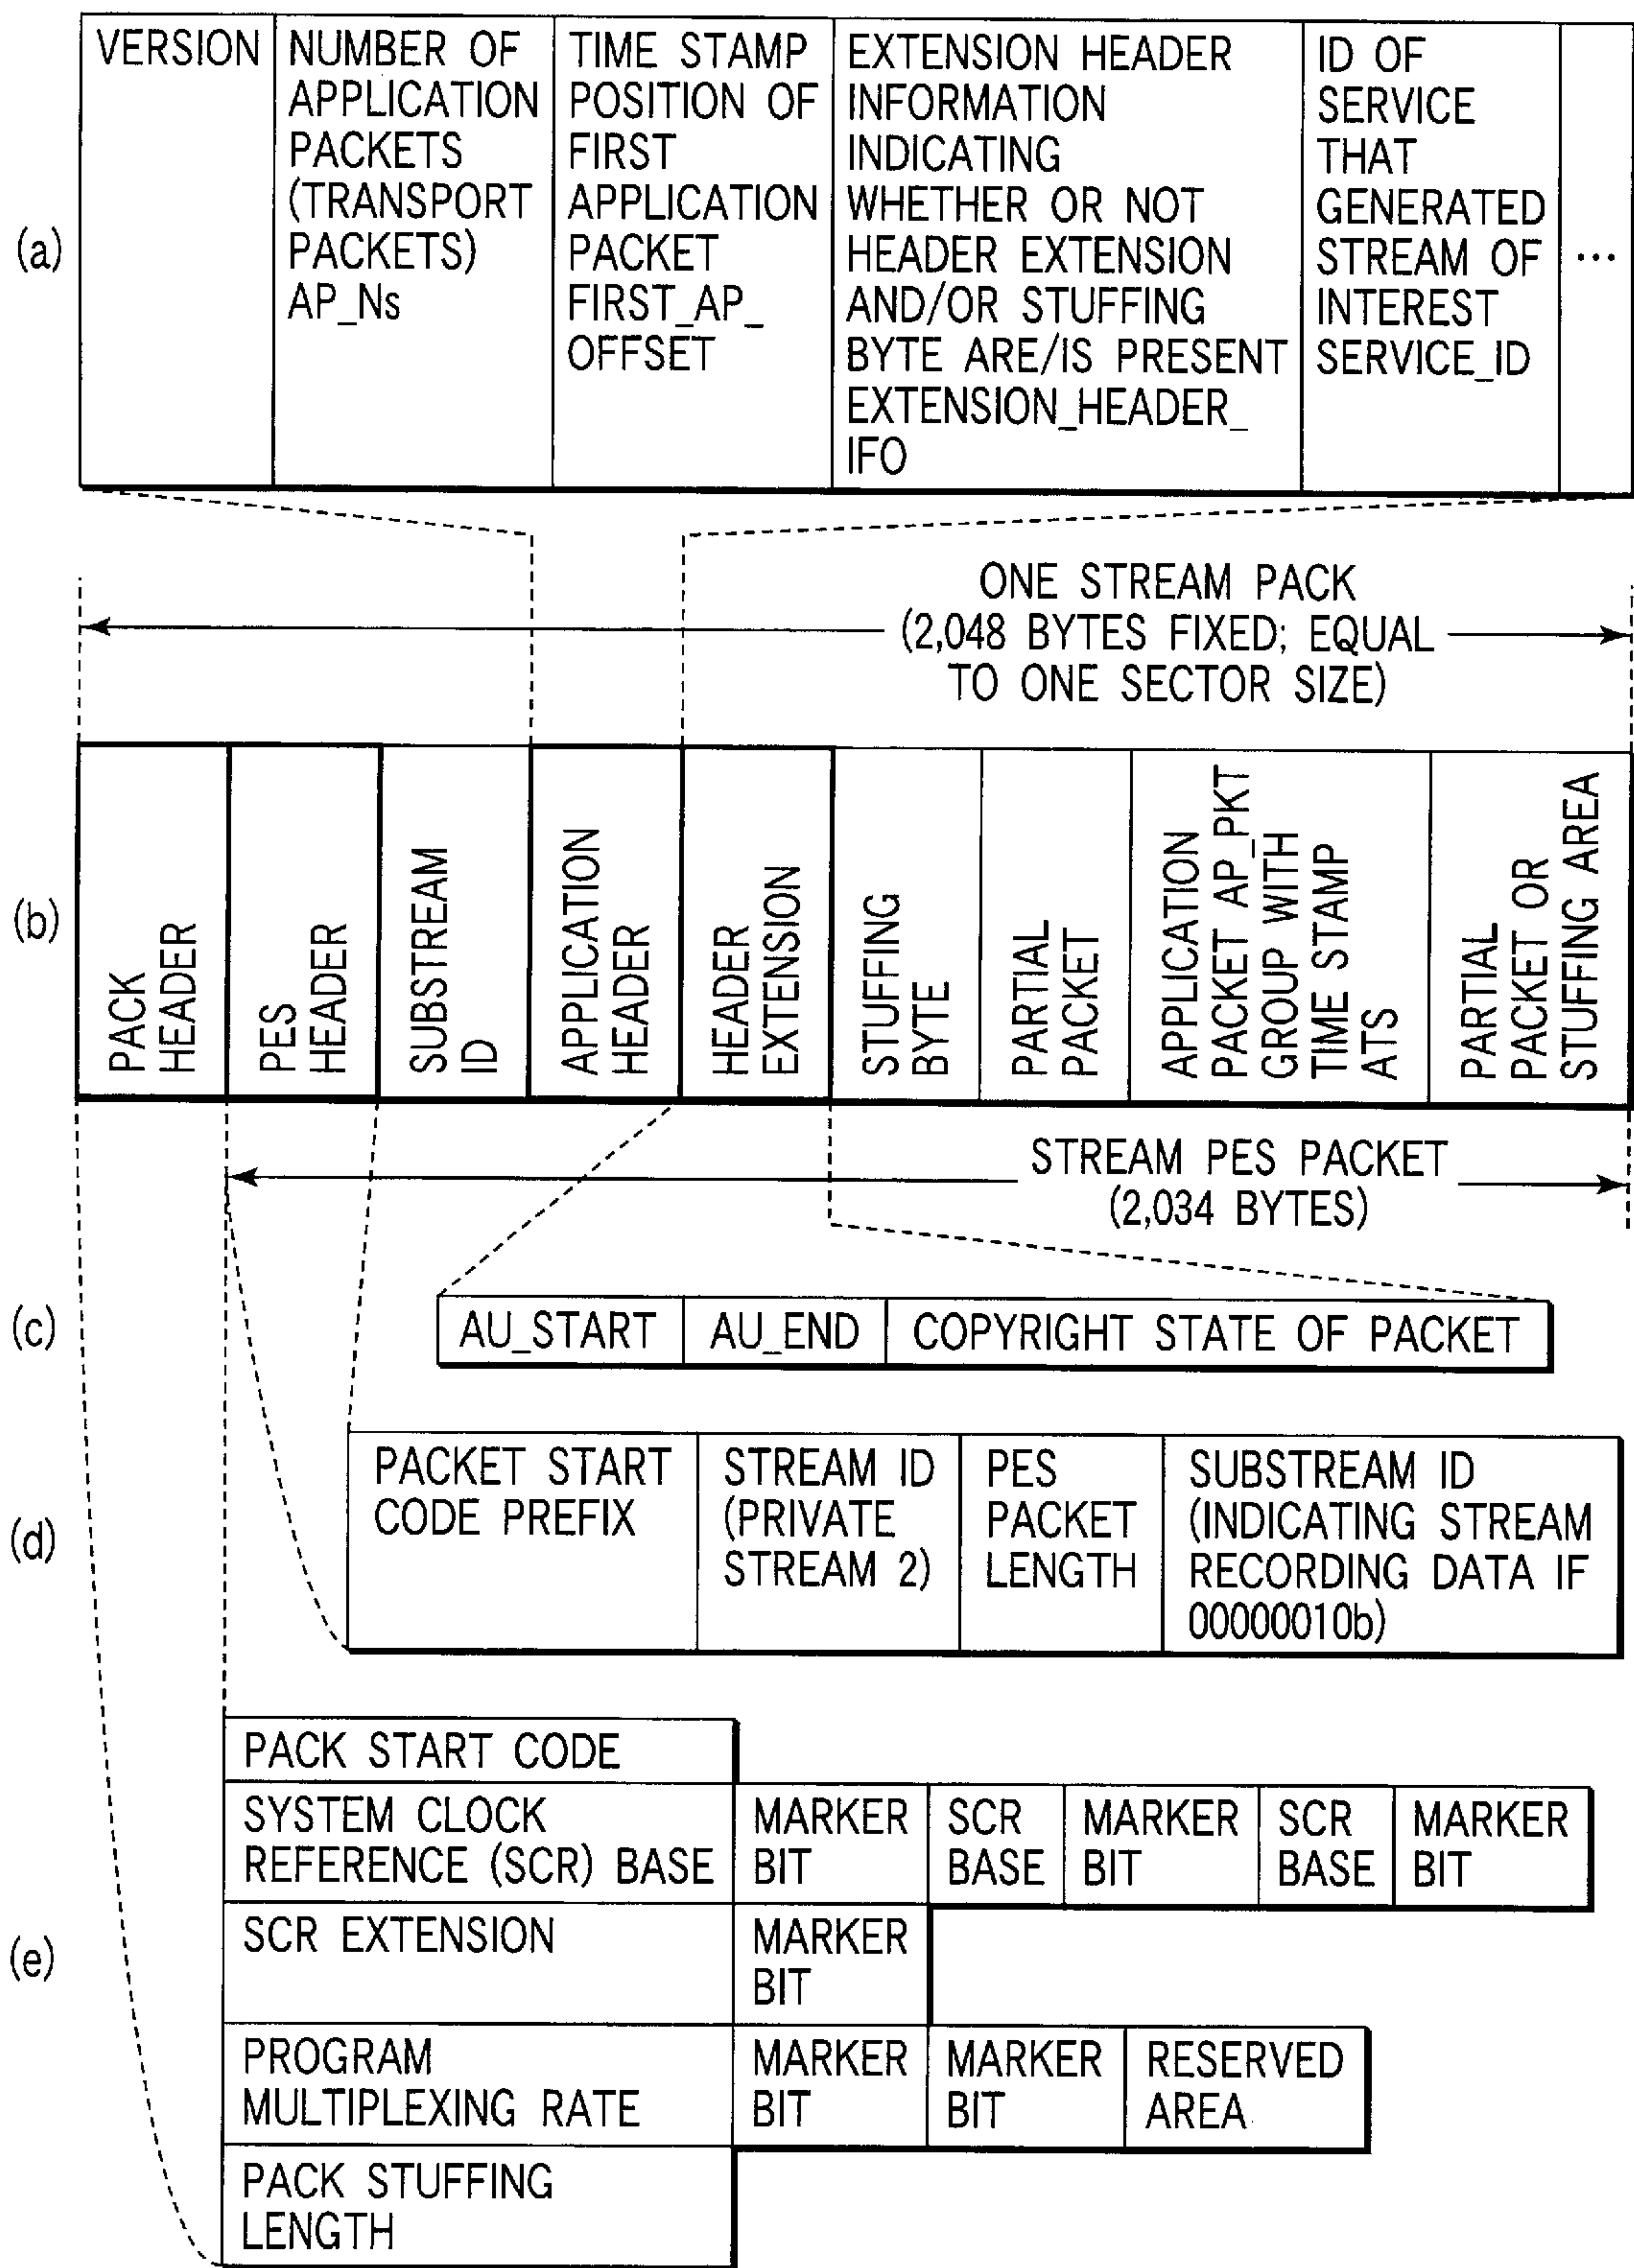 (a)
VERSION
NUMBER OF
APPLICATION
PACKETS
(TRANSPORT
PACKETS)
AP_Ns
TIME STAMP
POSITION OF
FIRST
APPLICATION
PACKET
FIRST_AP_
OFFSET
EXTENSION HEADER
INFORMATION
INDICATING
WHETHER OR NOT
HEADER EXTENSION
AND/OR STUFFING
BYTE ARE/IS PRESENT
EXTENSION_HEADER_
IFO
ID OF
SERVICE
THAT
GENERATED
STREAM OF
INTEREST
SERVICE_ID
...
ONE STREAM PACK
(2,048 BYTES FIXED; EQUAL
TO ONE SECTOR SIZE)
(b)
PACK
HEADER
PES
HEADER
SUBSTREAM
ID
APPLICATION
HEADER
HEADER
EXTENSION
STUFFING
BYTE
PARTIAL
PACKET
APPLICATION
PACKET AP_PKT
GROUP WITH
TIME STAMP
ATS
PARTIAL
PACKET OR
STUFFING AREA
STREAM PES PACKET
(2,034 BYTES)
(c)
AU_START
AU_END
COPYRIGHT STATE OF PACKET
(d)
PACKET START
CODE PREFIX
STREAM ID
(PRIVATE
STREAM 2)
PES
PACKET
LENGTH
SUBSTREAM ID
(INDICATING STREAM
RECORDING DATA IF
00000010b)
(e)
PACK START CODE
SYSTEM CLOCK
REFERENCE (SCR) BASE
MARKER
BIT
SCR
BASE
MARKER
BIT
SCR
BASE
MARKER
BIT
SCR EXTENSION
MARKER
BIT
PROGRAM
MULTIPLEXING RATE
MARKER
BIT
MARKER
BIT
RESERVED
AREA
PACK STUFFING
LENGTH